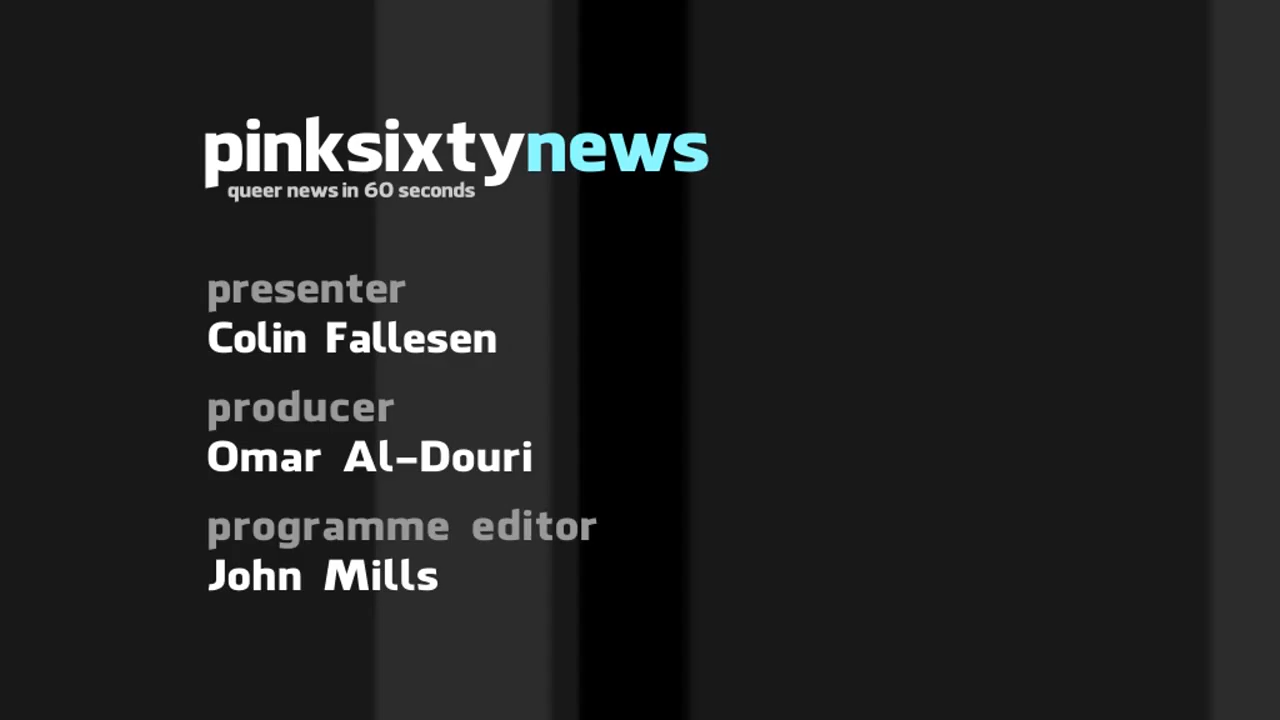 pinksixtynews
queer news in 60 seconds
presenter
Colin Fallesen
producer
Omar Al-Douri
programme editor
John Mills